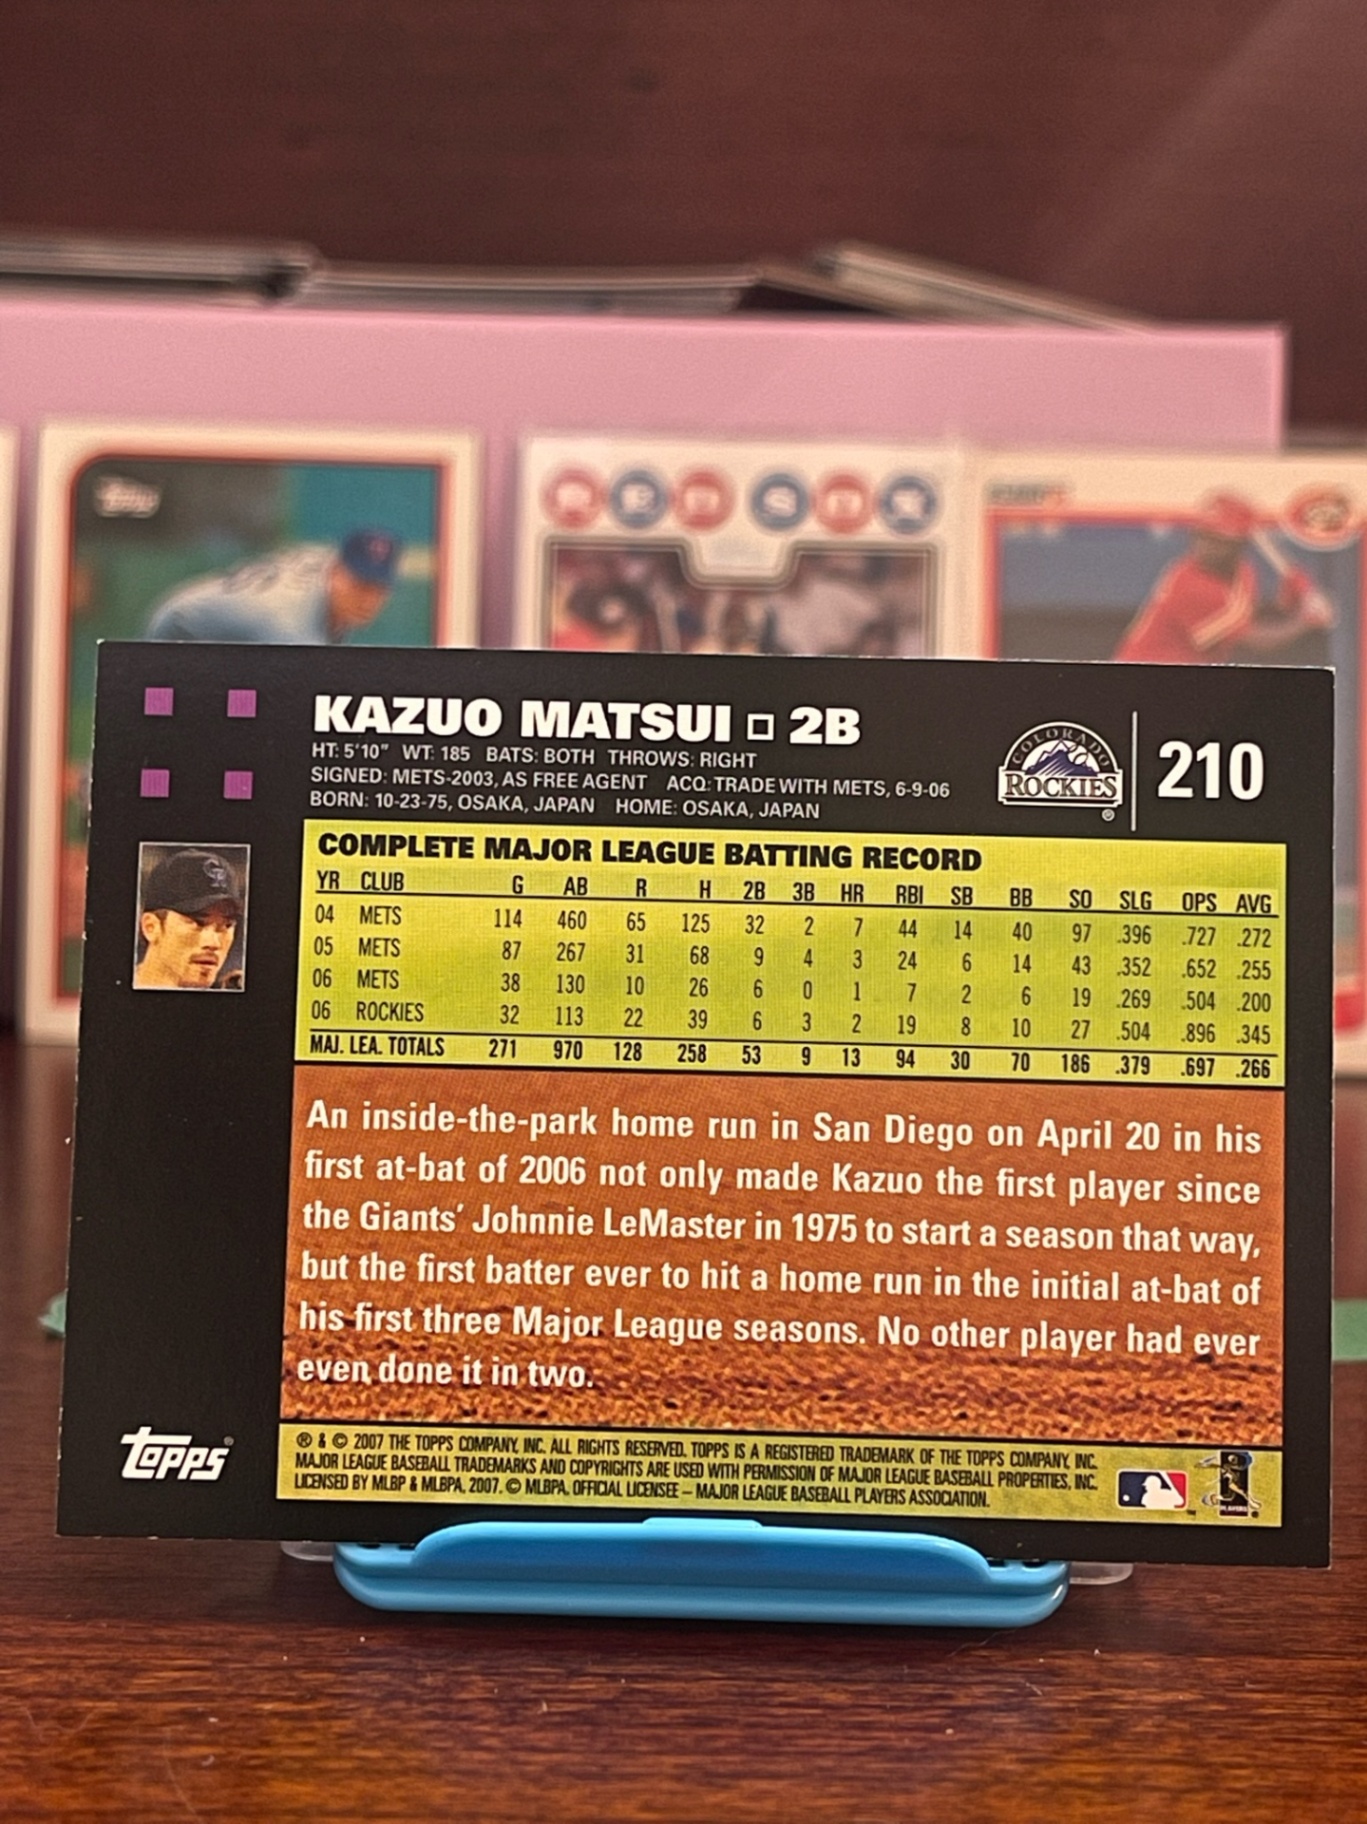 Topps
RED SOX
KAZUO MATSUI □ 2B
HT: 5'10" WT: 185 BATS: BOTH THROWS: RIGHT
SIGNED: METS-2003, AS FREE AGENT ACQ: TRADE WITH METS, 6-9-06
BORN: 10-23-75, OSAKA, JAPAN HOME: OSAKA, JAPAN
COLORADO
ROCKIES
®
210
COMPLETE MAJOR LEAGUE BATTING RECORD
YR CLUB G AB R H 2B 3B HR RBI SB BB SO SLG OPS AVG
04 METS 114 460 65 125 32 2 7 44 14 40 97 .396 .727 .272
05 METS 87 267 31 68 9 4 3 24 6 14 43 .352 .652 .255
06 METS 38 130 10 26 6 0 1 7 2 6 19 .269 .504 .200
06 ROCKIES 32 113 22 39 6 3 2 19 8 10 27 .504 .896 .345
MAJ. LEA. TOTALS 271 970 128 258 53 9 13 94 30 70 186 .379 .697 .266
An inside-the-park home run in San Diego on April 20 in his
first at-bat of 2006 not only made Kazuo the first player since
the Giants' Johnnie LeMaster in 1975 to start a season that way,
but the first batter ever to hit a home run in the initial at-bat of
his first three Major League seasons. No other player had ever
even done it in two.
Topps®
® & © 2007 THE TOPPS COMPANY, INC. ALL RIGHTS RESERVED. TOPPS IS A REGISTERED TRADEMARK OF THE TOPPS COMPANY, INC.
MAJOR LEAGUE BASEBALL TRADEMARKS AND COPYRIGHTS ARE USED WITH PERMISSION OF MAJOR LEAGUE BASEBALL PROPERTIES, INC.
LICENSED BY MLBP & MLBPA, 2007. © MLBPA. OFFICIAL LICENSEE – MAJOR LEAGUE BASEBALL PLAYERS ASSOCIATION.